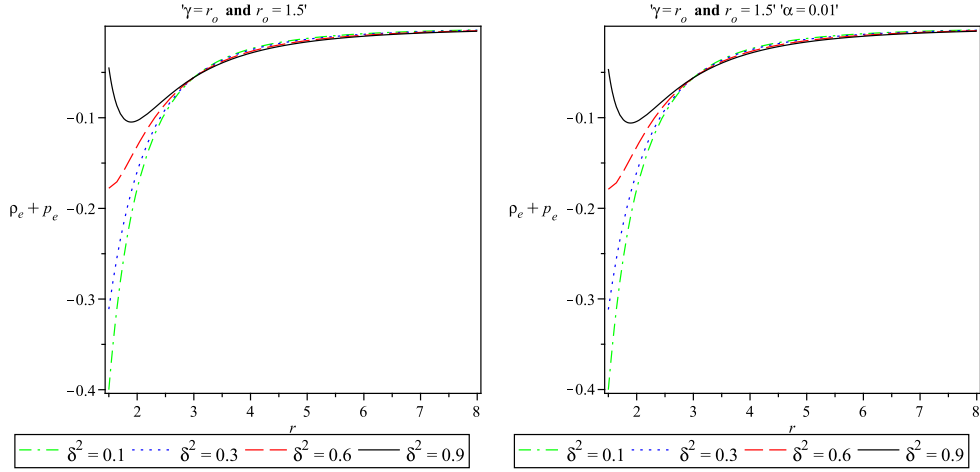 'γ = r_o and r_o = 1.5'
−0.1
−0.2
−0.3
−0.4
ρ_e + p_e
2 3 4 5 6 7 8
r
δ² = 0.1 δ² = 0.3 δ² = 0.6 δ² = 0.9
'γ = r_o and r_o = 1.5' 'α = 0.01'
−0.1
−0.2
−0.3
−0.4
ρ_e + p_e
2 3 4 5 6 7 8
r
δ² = 0.1 δ² = 0.3 δ² = 0.6 δ² = 0.9